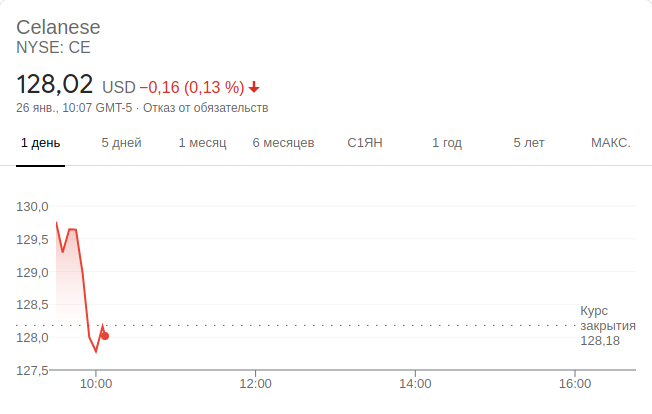 Celanese
NYSE: CE
128,02 USD −0,16 (0,13 %)
26 янв., 10:07 GMT-5 · Отказ от обязательств
1 день 5 дней 1 месяц 6 месяцев С1ЯН 1 год 5 лет МАКС.
130,0
129,5
129,0
128,5
128,0
127,5
Курс
закрытия
128,18
10:00 12:00 14:00 16:00